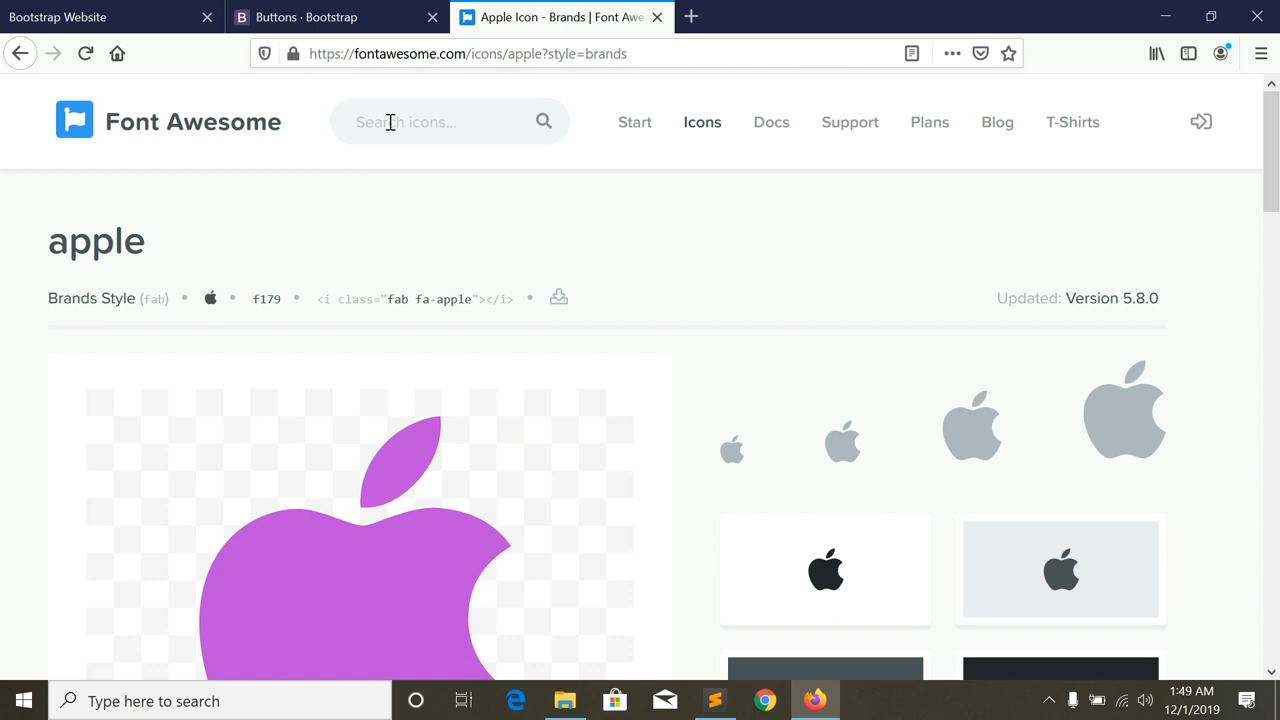 Bootstrap Website
Buttons · Bootstrap
Apple Icon - Brands | Font Awe
https://fontawesome.com/icons/apple?style=brands
Font Awesome
Search icons...
Start
Icons
Docs
Support
Plans
Blog
T-Shirts
apple
Brands Style (fab) • • f179 • <i class="fab fa-apple"></i> •
Updated: Version 5.8.0
Type here to search
1:49 AM
12/1/2019